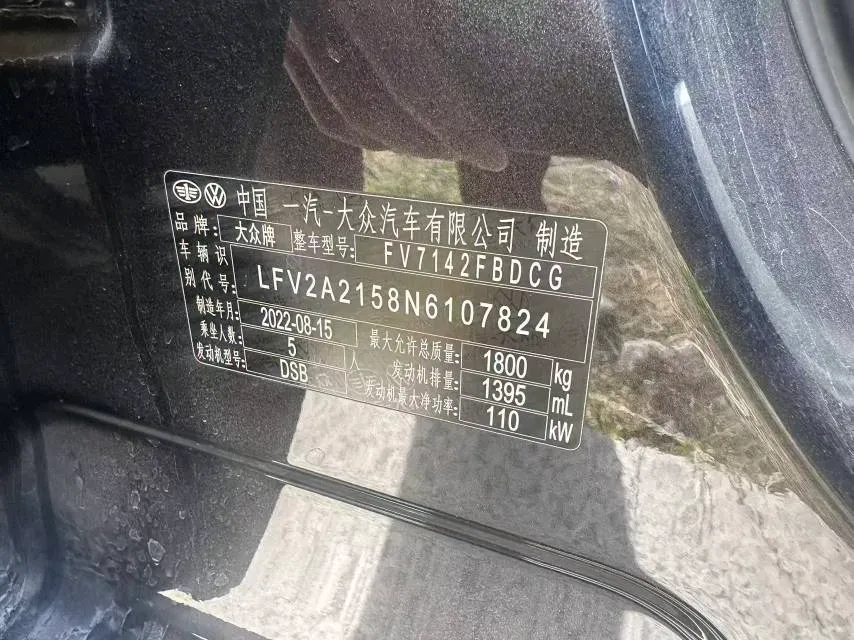 中国 一汽-大众汽车有限公司 制造
品牌: 大众牌 整车型号: FV7142FBDCG
车辆识别代号: LFV2A2158N6107824
制造年月: 2022-08-15 最大允许总质量: 1800 kg
乘坐人数: 5 人 发动机排量: 1395 mL
发动机型号: DSB 发动机最大净功率: 110 kW